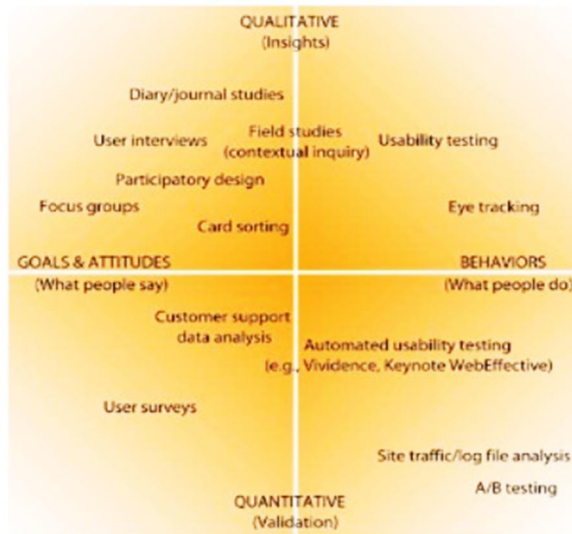 QUALITATIVE
(Insights)
Diary/journal studies
User interviews
Field studies
(contextual inquiry)
Usability testing
Participatory design
Focus groups
Eye tracking
Card sorting
GOALS & ATTITUDES
(What people say)
BEHAVIORS
(What people do)
Customer support
data analysis
Automated usability testing
(e.g., Vividence, Keynote WebEffective)
User surveys
Site traffic/log file analysis
A/B testing
QUANTITATIVE
(Validation)